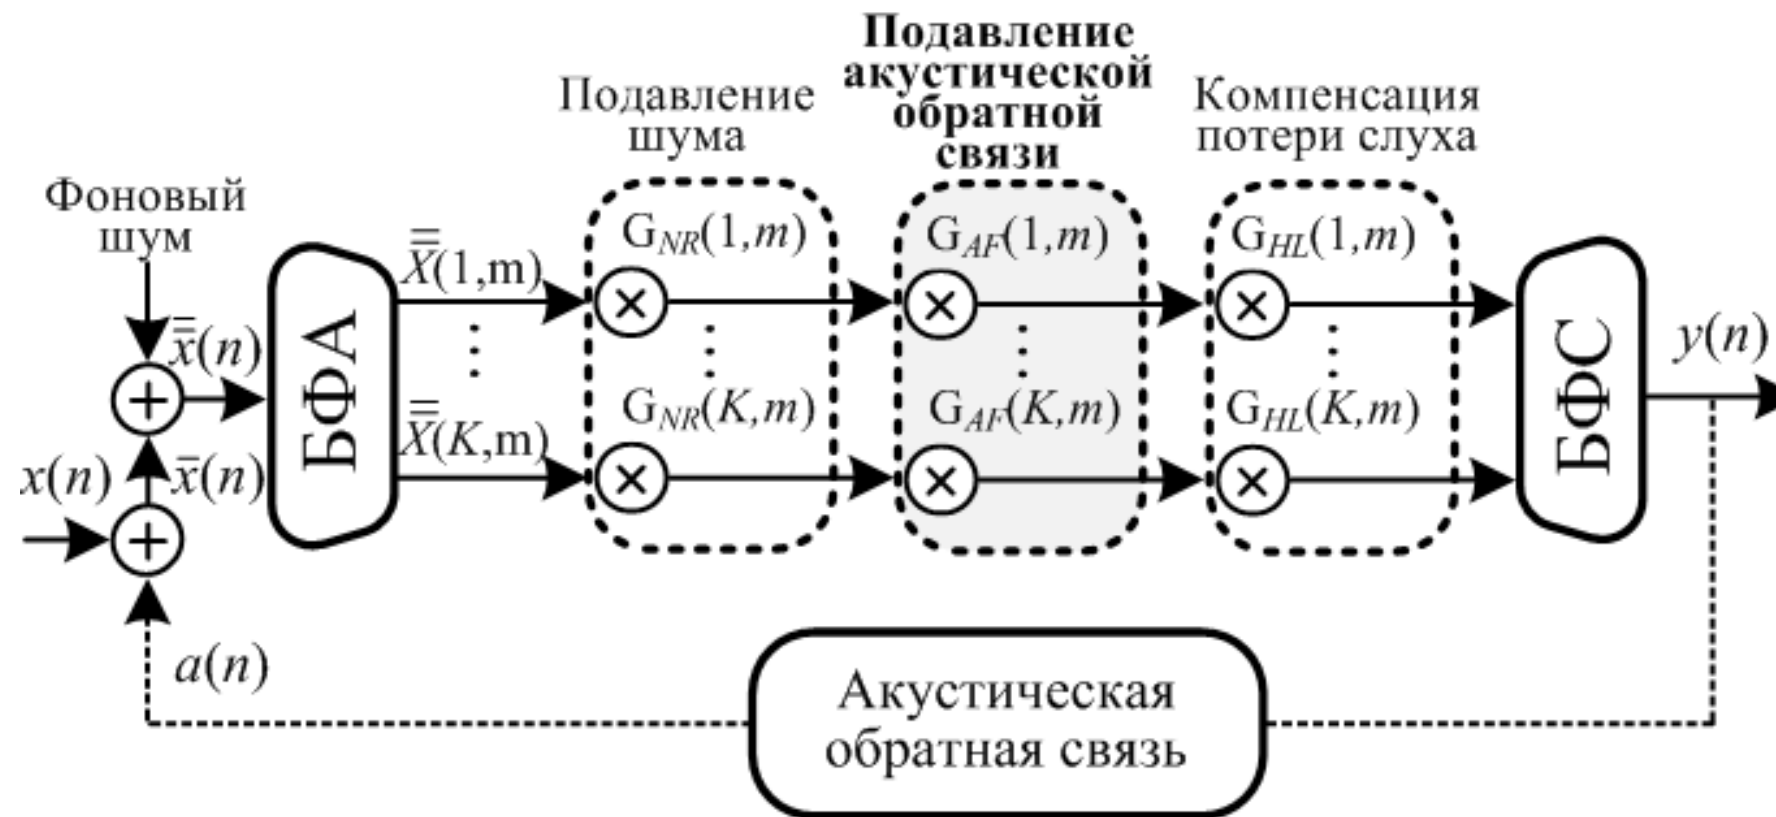 Подавление
акустической
обратной
связи
Подавление
шума
Компенсация
потери слуха
Фоновый
шум
G_NR(1,m)
G_AF(1,m)
G_HL(1,m)
X̿(1,m)
x̿(n)
БФА
БФС
y(n)
X̿(K,m)
G_NR(K,m)
G_AF(K,m)
G_HL(K,m)
x(n)
x̄(n)
a(n)
Акустическая
обратная связь